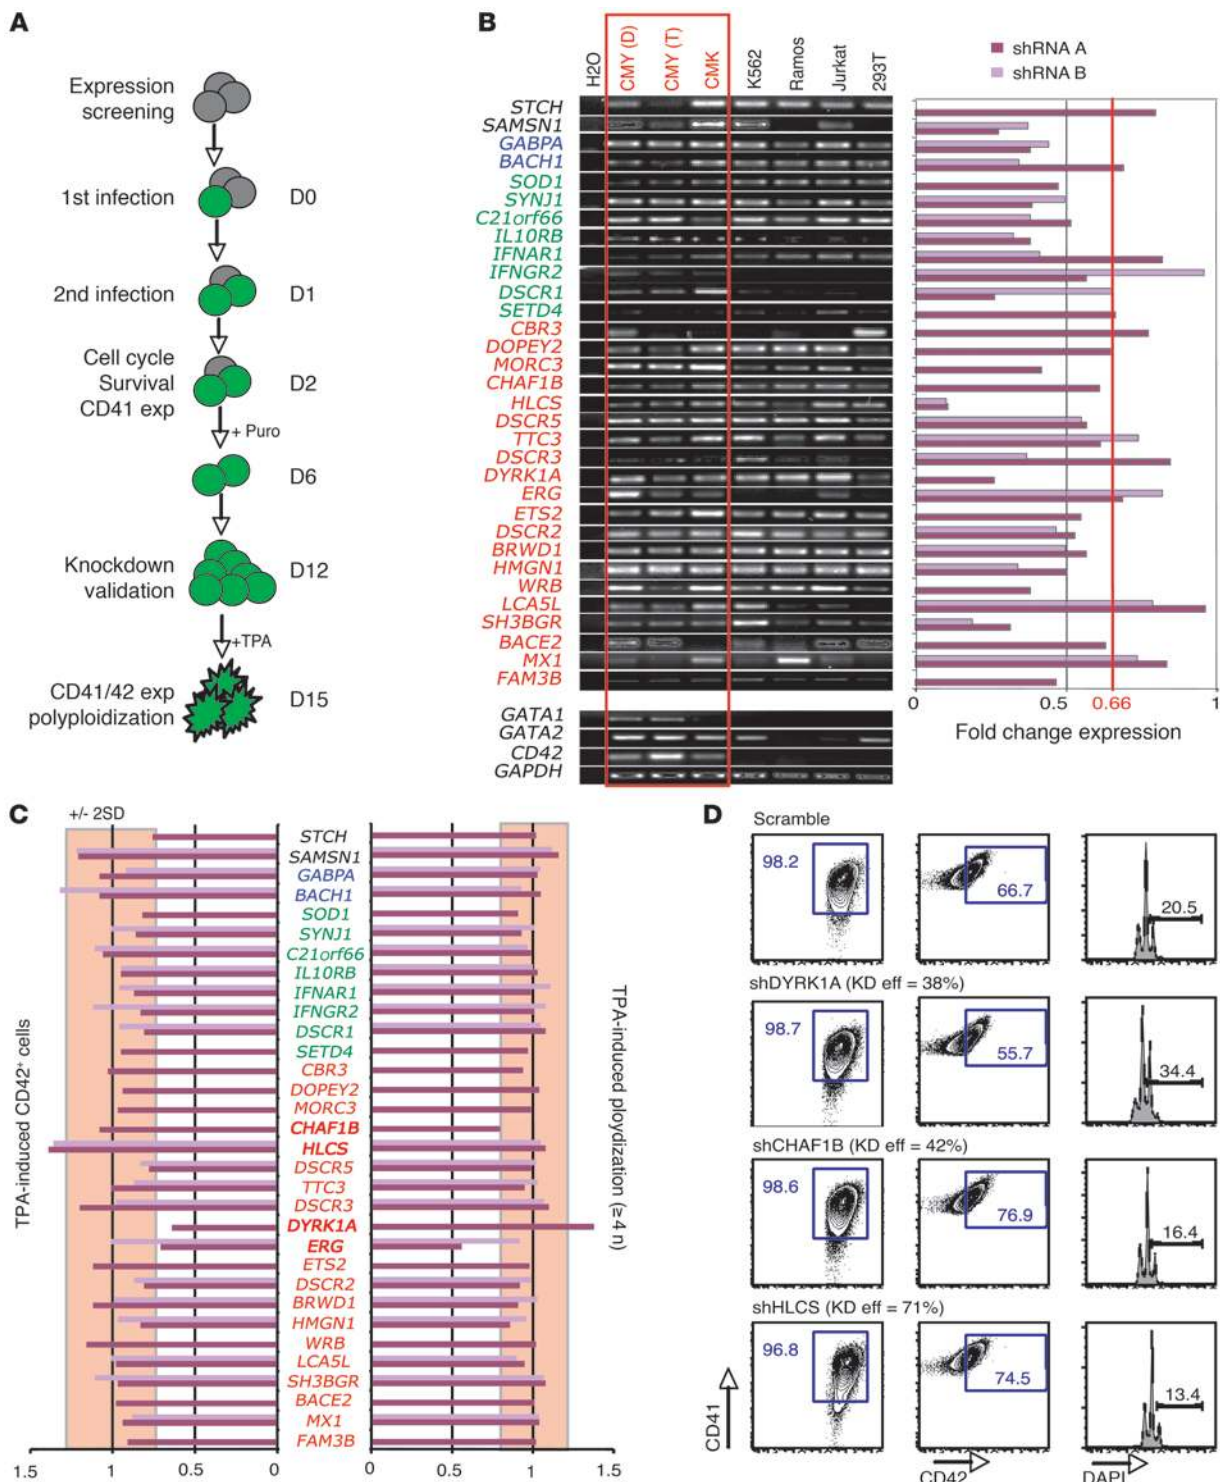 A
Expression
screening
1st infection
D0
2nd infection
D1
Cell cycle
Survival
CD41 exp
D2
+ Puro
D6
Knockdown
validation
D12
+TPA
CD41/42 exp
polyploidization
D15
B
H2O
CMY (D)
CMY (T)
CMK
K562
Ramos
Jurkat
293T
shRNA A
shRNA B
STCH
SAMSN1
GABPA
BACH1
SOD1
SYNJ1
C21orf66
IL10RB
IFNAR1
IFNGR2
DSCR1
SETD4
CBR3
DOPEY2
MORC3
CHAF1B
HLCS
DSCR5
TTC3
DSCR3
DYRK1A
ERG
ETS2
DSCR2
BRWD1
HMGN1
WRB
LCA5L
SH3BGR
BACE2
MX1
FAM3B
GATA1
GATA2
CD42
GAPDH
0 0.5 0.66 1
Fold change expression
C
+/- 2SD
TPA-induced CD42⁺ cells
STCH
SAMSN1
GABPA
BACH1
SOD1
SYNJ1
C21orf66
IL10RB
IFNAR1
IFNGR2
DSCR1
SETD4
CBR3
DOPEY2
MORC3
CHAF1B
HLCS
DSCR5
TTC3
DSCR3
DYRK1A
ERG
ETS2
DSCR2
BRWD1
HMGN1
WRB
LCA5L
SH3BGR
BACE2
MX1
FAM3B
TPA-induced ploydization (≥4 n)
1.5 1 0.5 0 0 0.5 1 1.5
D
Scramble
98.2
66.7
20.5
shDYRK1A (KD eff = 38%)
98.7
55.7
34.4
shCHAF1B (KD eff = 42%)
98.6
76.9
16.4
shHLCS (KD eff = 71%)
96.8
74.5
13.4
CD41
CD42
DAPI